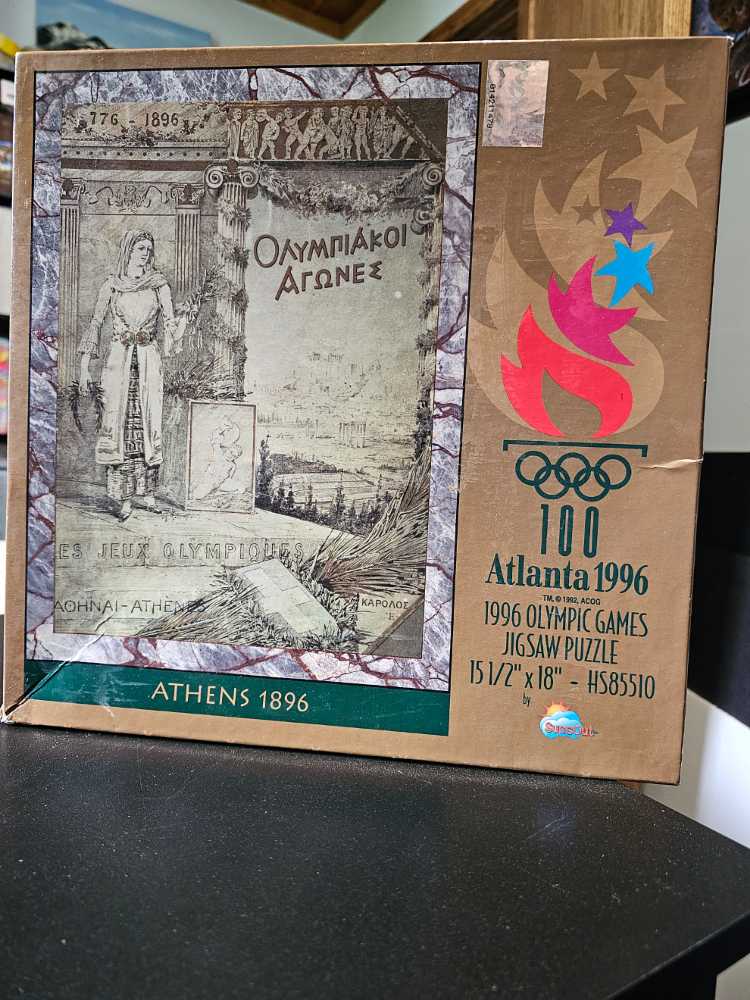 776 - 1896
ΟΛΥΜΠΙΑΚΟΙ
ΑΓΩΝΕΣ
ES JEUX OLYMPIQUES
ΑΘΗΝΑΙ-ATHENES
ΚΑΡΟΛΟΣ
ATHENS 1896
100
Atlanta 1996
TM, © 1992, ACOG
1996 OLYMPIC GAMES
JIGSAW PUZZLE
15 1/2" x 18" - HS85510
by
SunsOut